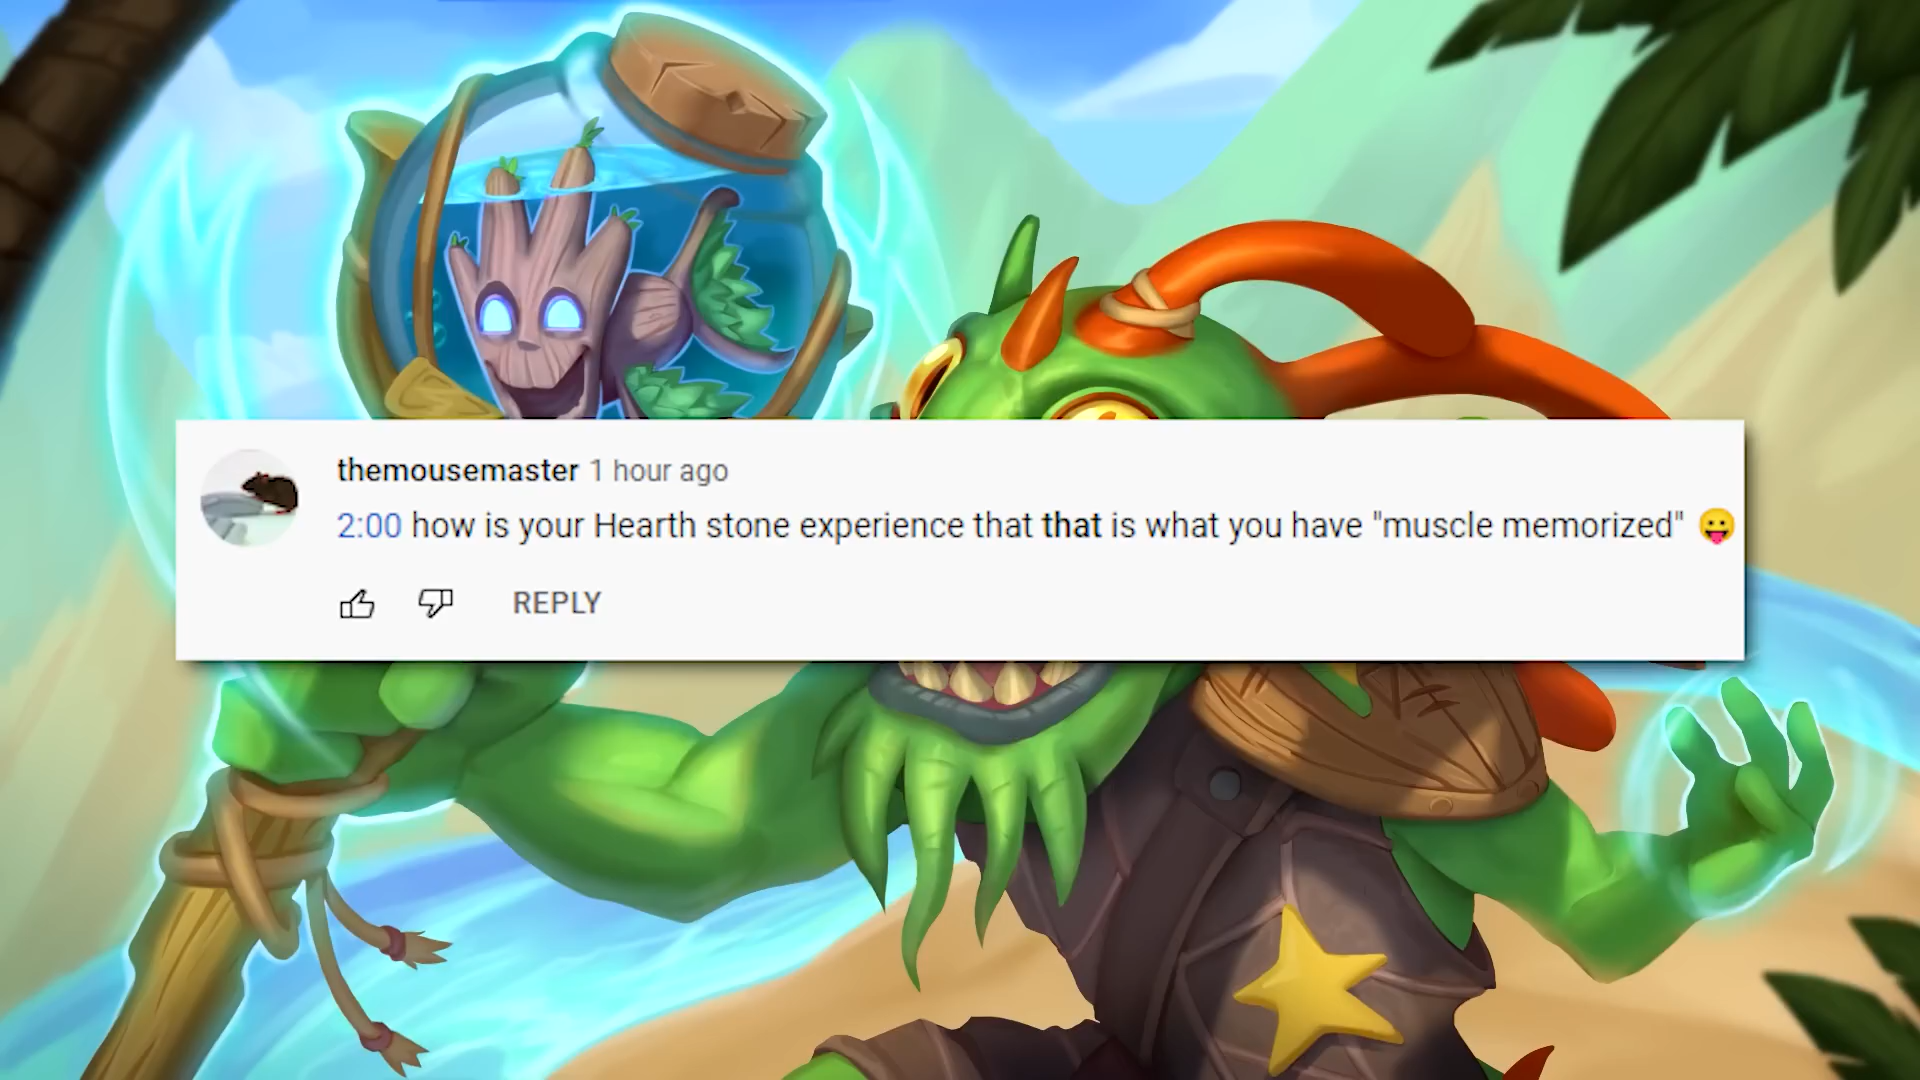 themousemaster 1 hour ago
2:00 how is your Hearth stone experience that that is what you have "muscle memorized" 😛
REPLY